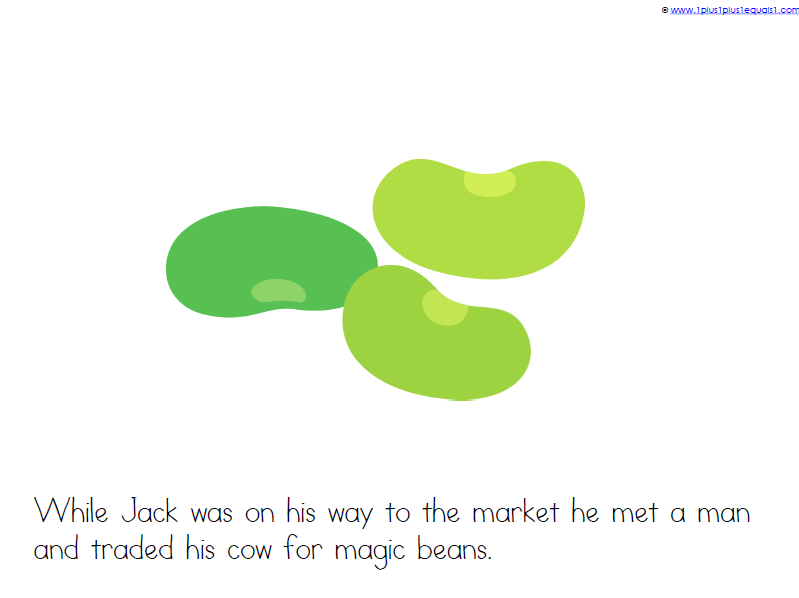 © www.1plus1plus1equals1.com
While Jack was on his way to the market he met a man
and traded his cow for magic beans.